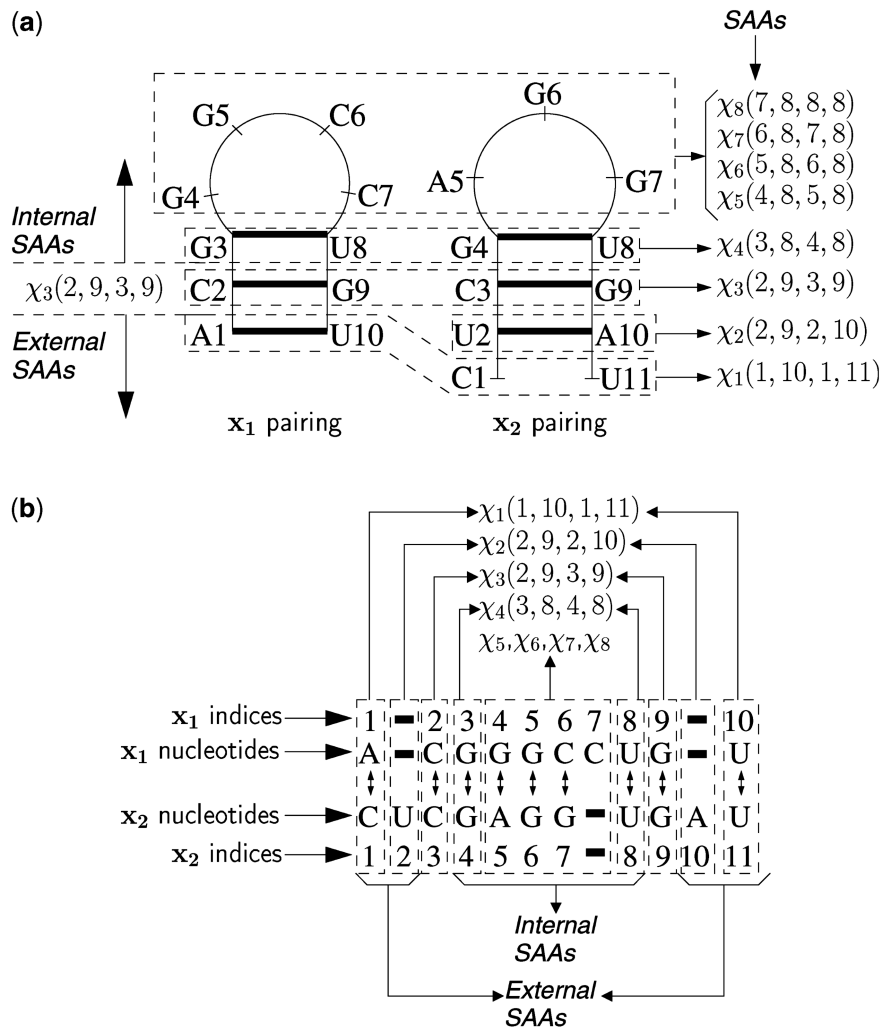 (a)
SAAs
G6
G5 C6
χ₈(7, 8, 8, 8)
χ₇(6, 8, 7, 8)
χ₆(5, 8, 6, 8)
χ₅(4, 8, 5, 8)
A5 G7
G4 C7
Internal
SAAs
G3 U8 G4 U8 χ₄(3, 8, 4, 8)
χ₃(2, 9, 3, 9) C2 G9 C3 G9 χ₃(2, 9, 3, 9)
External
SAAs
A1 U10 U2 A10 χ₂(2, 9, 2, 10)
C1 U11 χ₁(1, 10, 1, 11)
x₁ pairing x₂ pairing
(b)
χ₁(1, 10, 1, 11)
χ₂(2, 9, 2, 10)
χ₃(2, 9, 3, 9)
χ₄(3, 8, 4, 8)
χ₅,χ₆,χ₇,χ₈
x₁ indices 1 - 2 3 4 5 6 7 8 9 - 10
x₁ nucleotides A - C G G G C C U G - U
x₂ nucleotides C U C G A G G - U G A U
x₂ indices 1 2 3 4 5 6 7 - 8 9 10 11
Internal
SAAs
External
SAAs